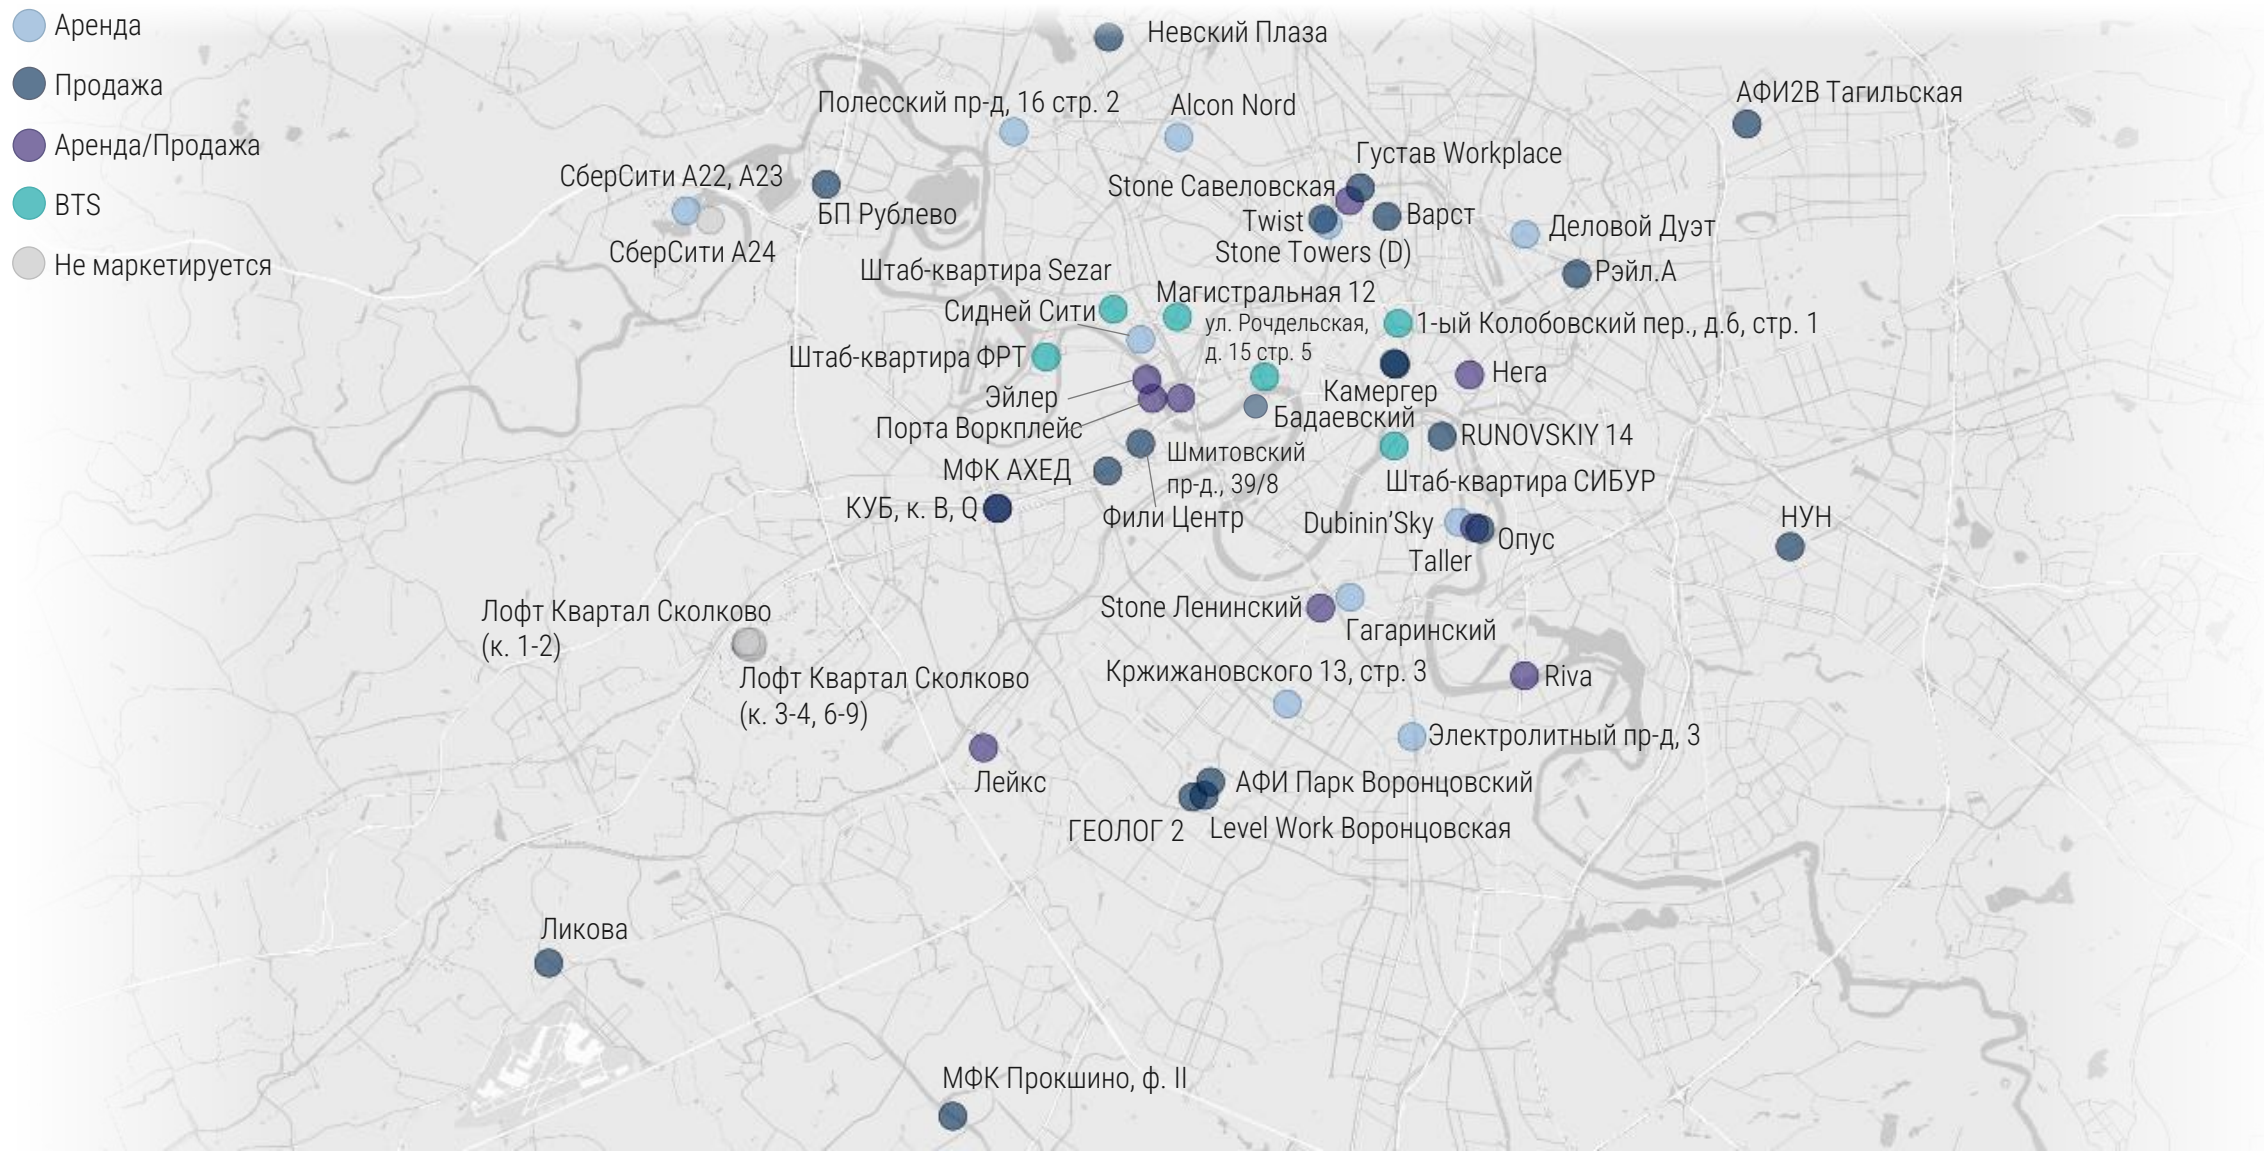 Аренда
Продажа
Аренда/Продажа
BTS
Не маркетируется
Невский Плаза
Полесский пр-д, 16 стр. 2
Alcon Nord
АФИ2В Тагильская
СберСити А22, А23
БП Рублево
СберСити А24
Густав Workplace
Stone Савеловская
Twist
Варст
Stone Towers (D)
Деловой Дуэт
Рэйл.А
Штаб-квартира Sezar
Сидней Сити
Магистральная 12
ул. Рочдельская,
д. 15 стр. 5
1-ый Колобовский пер., д.6, стр. 1
Штаб-квартира ФРТ
Эйлер
Порта Воркплейс
Камергер
Нега
Бадаевский
RUNOVSKIY 14
МФК АХЕД
Шмитовский
пр-д., 39/8
Штаб-квартира СИБУР
КУБ, к. B, Q
Фили Центр
Dubinin’Sky
Taller
Опус
НУН
Лофт Квартал Сколково
(к. 1-2)
Stone Ленинский
Гагаринский
Лофт Квартал Сколково
(к. 3-4, 6-9)
Кржижановского 13, стр. 3
Riva
Электролитный пр-д, 3
Лейкс
АФИ Парк Воронцовский
ГЕОЛОГ 2
Level Work Воронцовская
Ликова
МФК Прокшино, ф. II